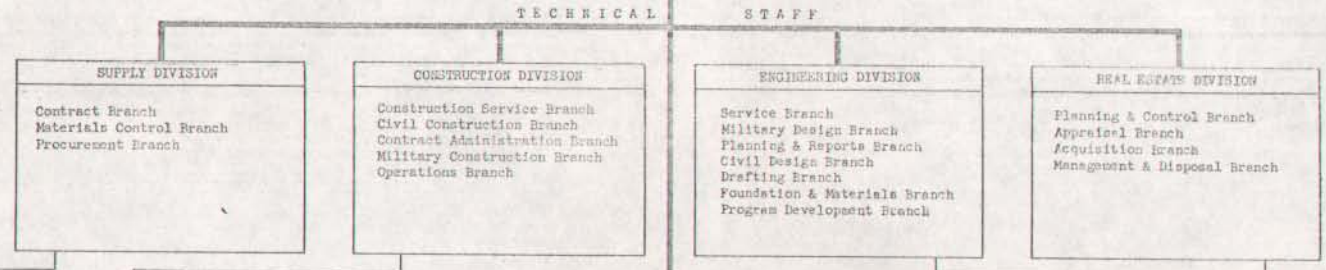 TECHNICAL STAFF
SUPPLY DIVISION
Contract Branch
Materials Control Branch
Procurement Branch
CONSTRUCTION DIVISION
Construction Service Branch
Civil Construction Branch
Contract Administration Branch
Military Construction Branch
Operations Branch
ENGINEERING DIVISION
Service Branch
Military Design Branch
Planning & Reports Branch
Civil Design Branch
Drafting Branch
Foundation & Materials Branch
Program Development Branch
REAL ESTATE DIVISION
Planning & Control Branch
Appraisal Branch
Acquisition Branch
Management & Disposal Branch